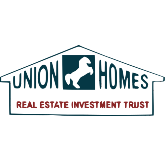 UNION HOMES
REAL ESTATE INVESTMENT TRUST